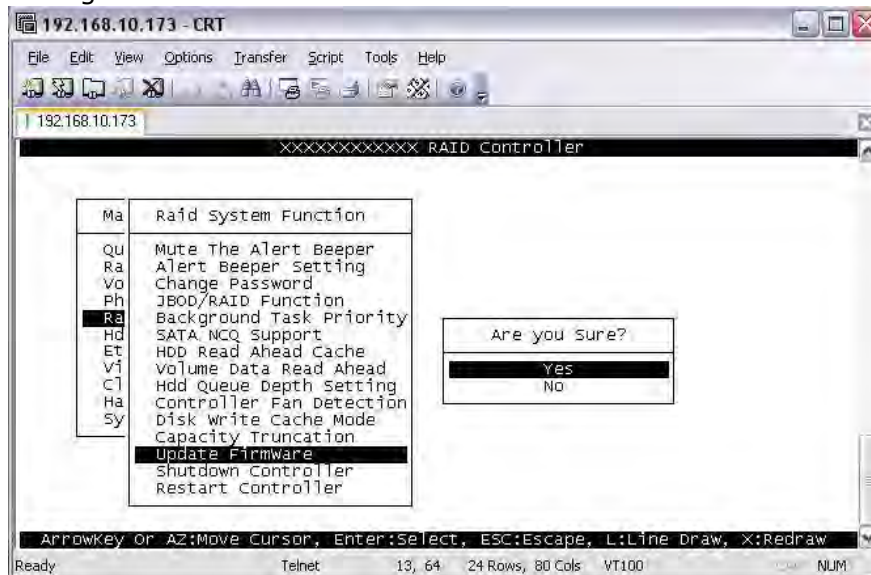 192.168.10.173 - CRT
File Edit View Options Transfer Script Tools Help
192.168.10.173
XXXXXXXXXXXX RAID Controller
Ma
Qu
Ra
Vo
Ph
Ra
Hd
Et
Vi
Cl
Ha
Sy
Raid System Function
Mute The Alert Beeper
Alert Beeper Setting
Change Password
JBOD/RAID Function
Background Task Priority
SATA NCQ Support
HDD Read Ahead Cache
Volume Data Read Ahead
Hdd Queue Depth Setting
Controller Fan Detection
Disk Write Cache Mode
Capacity Truncation
Update Firmware
Shutdown Controller
Restart Controller
Are you Sure?
Yes
No
ArrowKey Or AZ:Move Cursor, Enter:Select, ESC:Escape, L:Line Draw, X:Redraw
Ready Telnet 13, 64 24 Rows, 80 Cols VT100 NUM